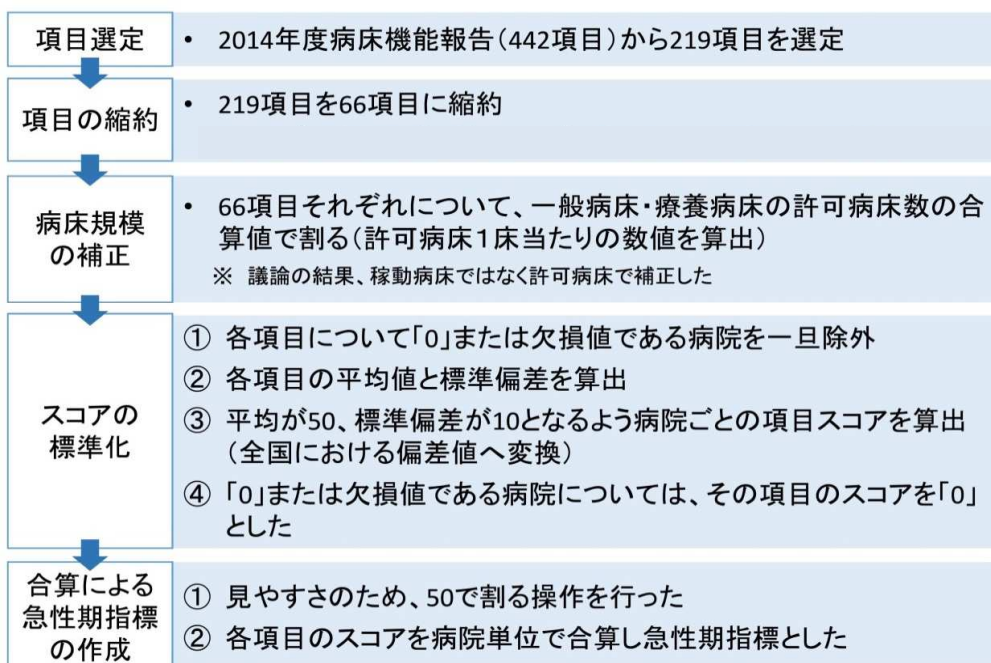 項目選定
• 2014年度病床機能報告(442項目)から219項目を選定
項目の縮約
• 219項目を66項目に縮約
病床規模
の補正
• 66項目それぞれについて、一般病床・療養病床の許可病床数の合
算値で割る(許可病床1床当たりの数値を算出)
※ 議論の結果、稼動病床ではなく許可病床で補正した
スコアの
標準化
① 各項目について「0」または欠損値である病院を一旦除外
② 各項目の平均値と標準偏差を算出
③ 平均が50、標準偏差が10となるよう病院ごとの項目スコアを算出
(全国における偏差値へ変換)
④ 「0」または欠損値である病院については、その項目のスコアを「0」
とした
合算による
急性期指標
の作成
① 見やすさのため、50で割る操作を行った
② 各項目のスコアを病院単位で合算し急性期指標とした